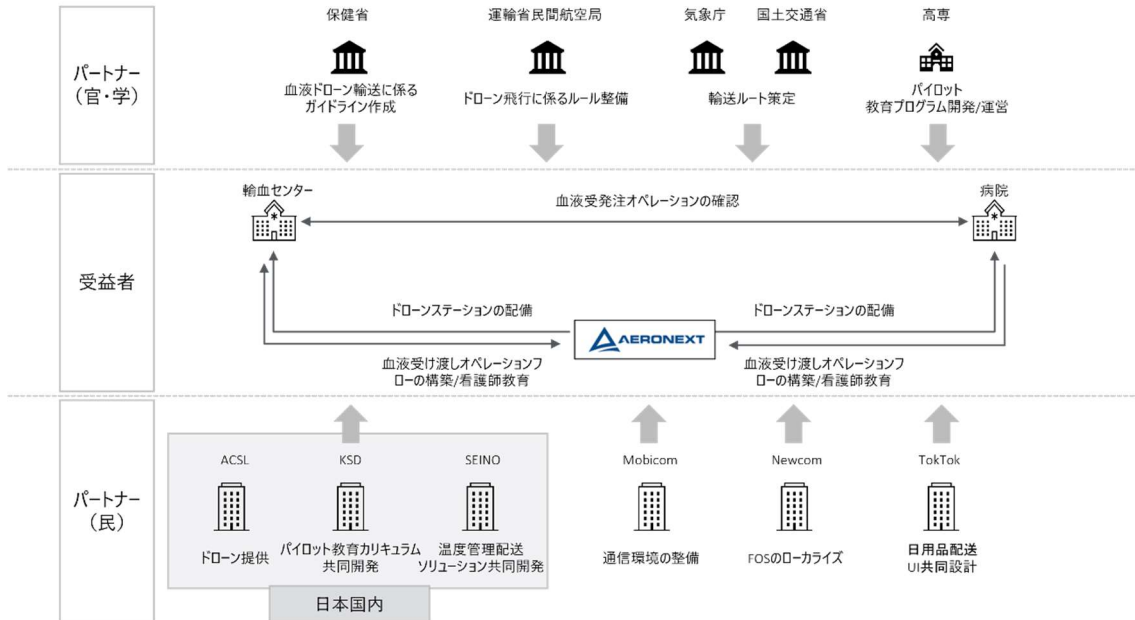 パートナー
（官・学）
保健省
運輸省民間航空局
気象庁
国土交通省
高専
血液ドローン輸送に係る
ガイドライン作成
ドローン飛行に係るルール整備
輸送ルート策定
パイロット
教育プログラム開発/運営
受益者
輸血センター
病院
血液受発注オペレーションの確認
ドローンステーションの配備
ドローンステーションの配備
AERONEXT
血液受け渡しオペレーションフ
ローの構築/看護師教育
血液受け渡しオペレーションフ
ローの構築/看護師教育
パートナー
（民）
ACSL
KSD
SEINO
Mobicom
Newcom
TokTok
ドローン提供
パイロット教育カリキュラム
共同開発
温度管理配送
ソリューション共同開発
通信環境の整備
FOSのローカライズ
日用品配送
UI共同設計
日本国内